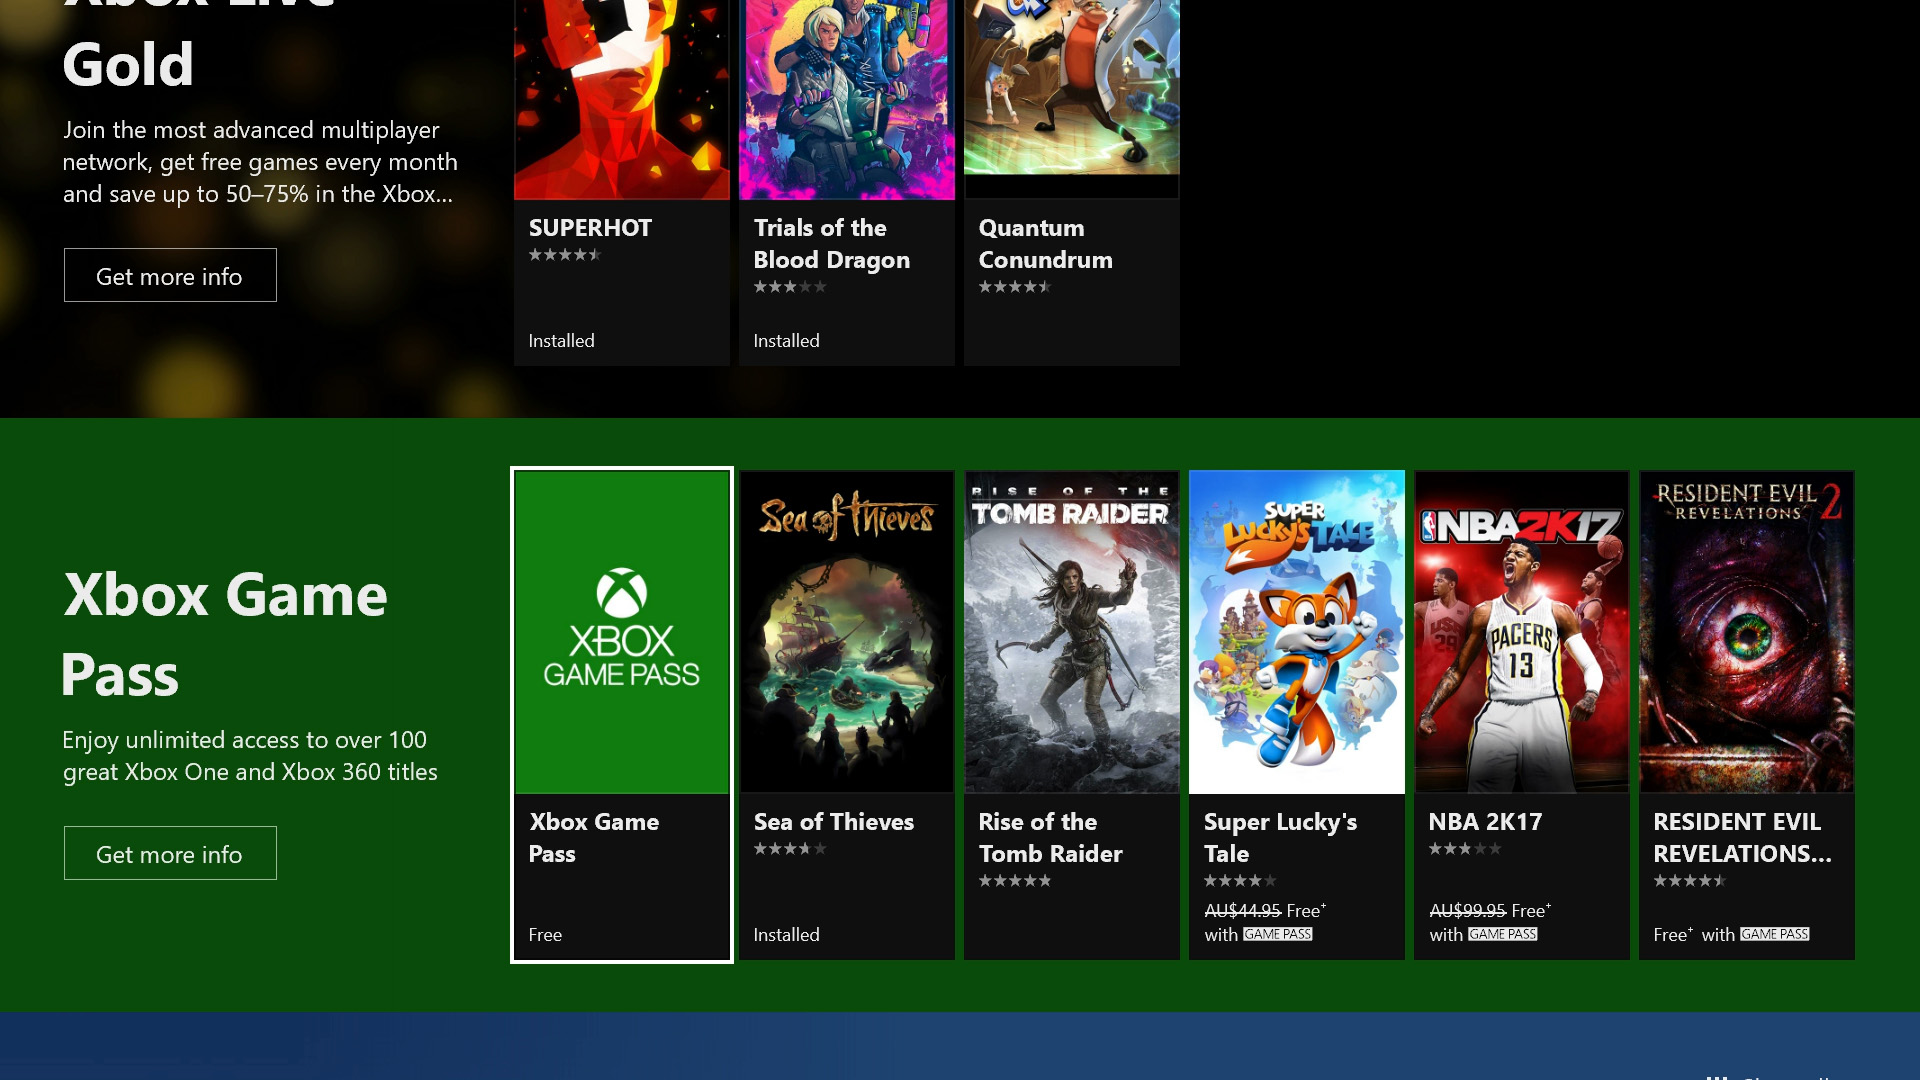 Xbox Live
Gold
Join the most advanced multiplayer
network, get free games every month
and save up to 50–75% in the Xbox...
Get more info
SUPERHOT
Installed
Trials of the
Blood Dragon
Installed
Quantum
Conundrum
Xbox Game
Pass
Enjoy unlimited access to over 100
great Xbox One and Xbox 360 titles
Get more info
XBOX
GAME PASS
Xbox Game
Pass
Free
Sea of Thieves
Sea of Thieves
Installed
RISE OF THE
TOMB RAIDER
Rise of the
Tomb Raider
SUPER
LUCKY'S TALE
Super Lucky's
Tale
AU$44.95 Free+
with GAME PASS
NBA 2K17
PACERS
13
NBA 2K17
AU$99.95 Free+
with GAME PASS
RESIDENT EVIL
REVELATIONS 2
RESIDENT EVIL
REVELATIONS...
Free+ with GAME PASS